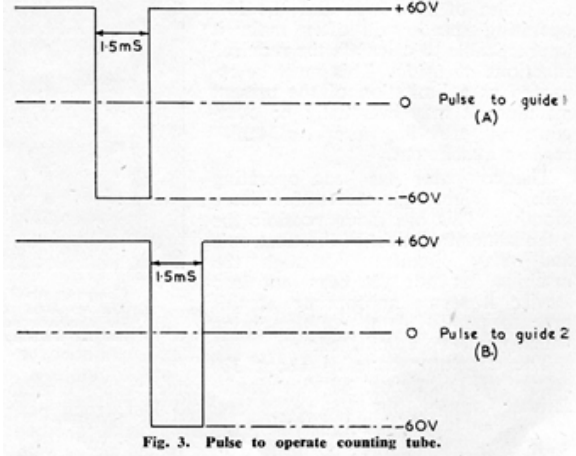 +60V
1·5mS
O Pulse to guide 1
(A)
-60V
+60V
1·5mS
O Pulse to guide 2
(B)
-60V
Fig. 3. Pulse to operate counting tube.